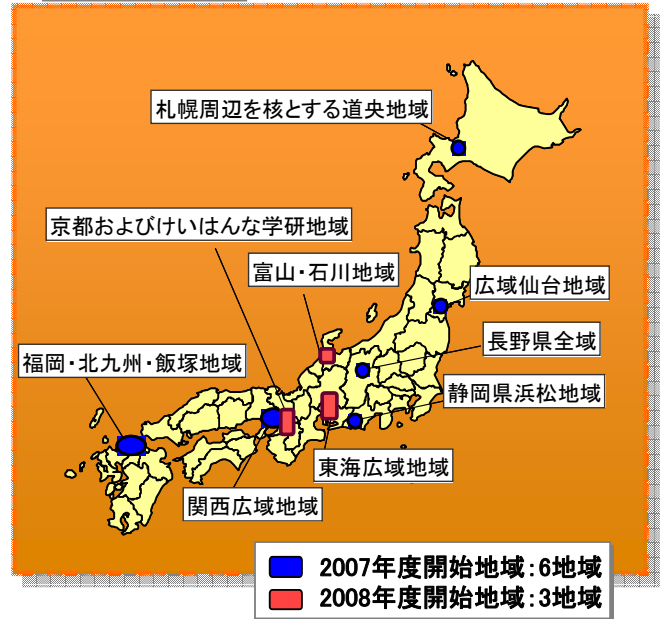 札幌周辺を核とする道央地域
京都およびけいはんな学研地域
富山・石川地域
広域仙台地域
長野県全域
福岡・北九州・飯塚地域
静岡県浜松地域
東海広域地域
関西広域地域
2007年度開始地域:6地域
2008年度開始地域:3地域